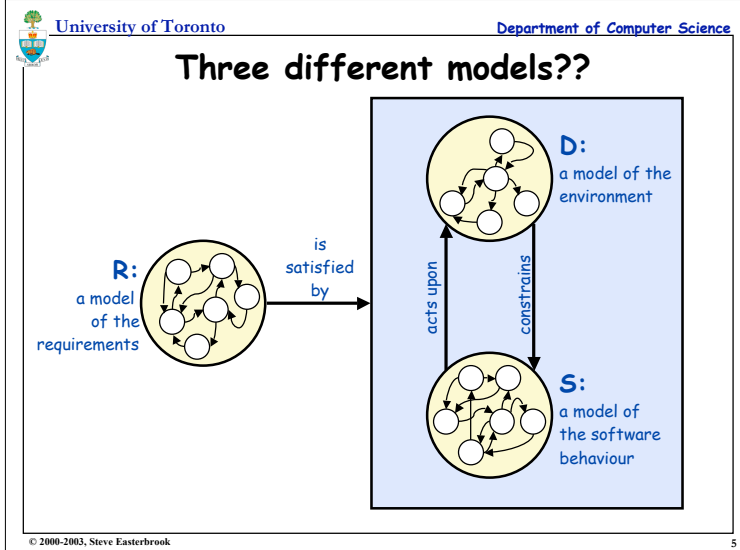 University of Toronto
Department of Computer Science
Three different models??
R:
a model
of the
requirements
is
satisfied
by
D:
a model of the
environment
acts upon
constrains
S:
a model of
the software
behaviour
© 2000-2003, Steve Easterbrook
5